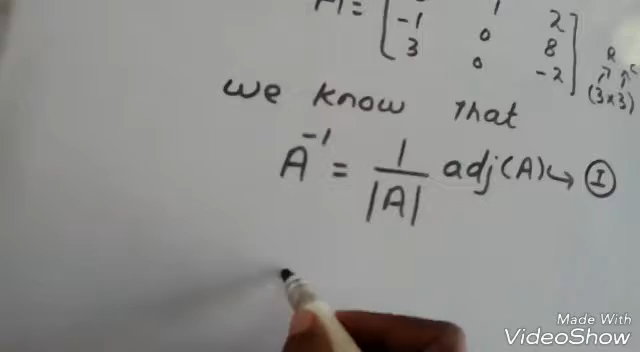 A = 1 2
-1 0 8
3 0 -2
R C
(3×3)
we know that
A⁻¹ = 1/|A| adj(A) → Ⅰ
Made With
VideoShow